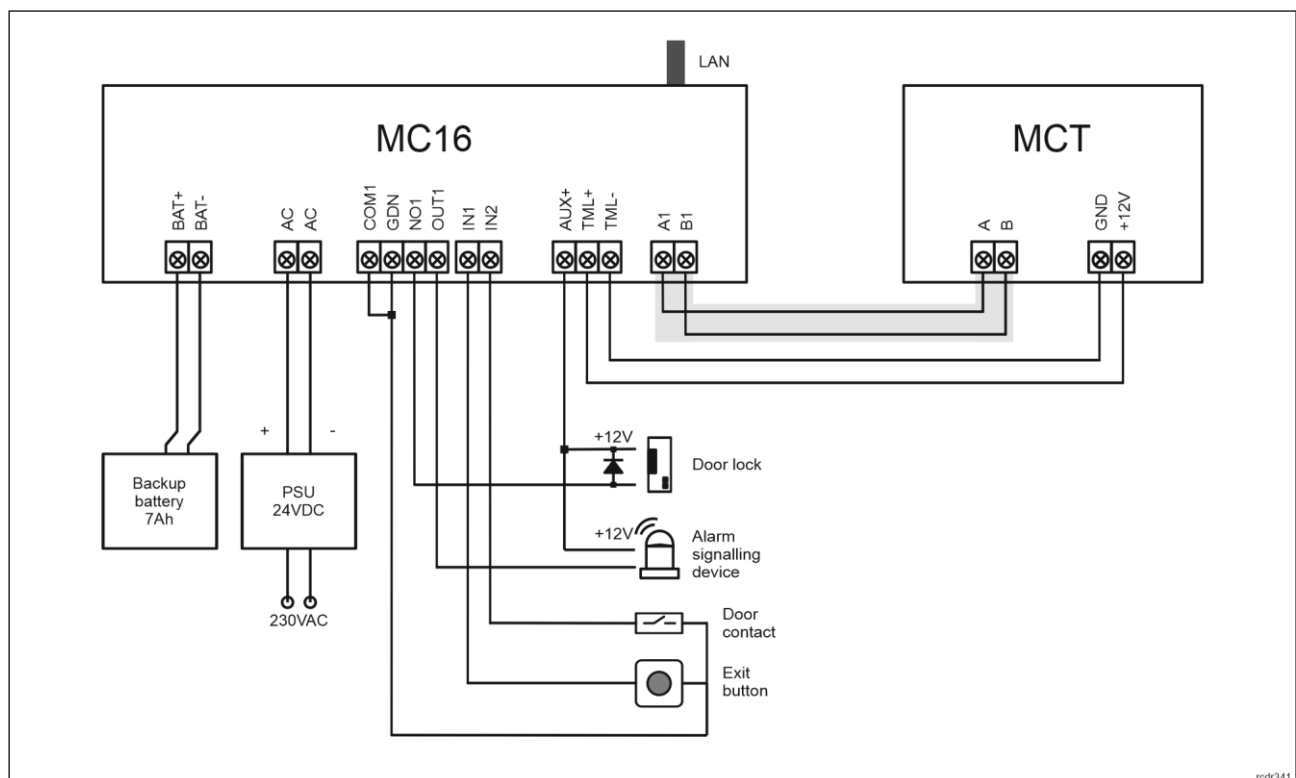 LAN
MC16
MCT
BAT+
BAT-
AC
AC
COM1
GDN
NO1
OUT1
IN1
IN2
AUX+
TML+
TML-
A1
B1
A
B
GND
+12V
+
-
Backup
battery
7Ah
PSU
24VDC
230VAC
+12V
Door lock
+12V
Alarm
signalling
device
Door
contact
Exit
button
rcdr341